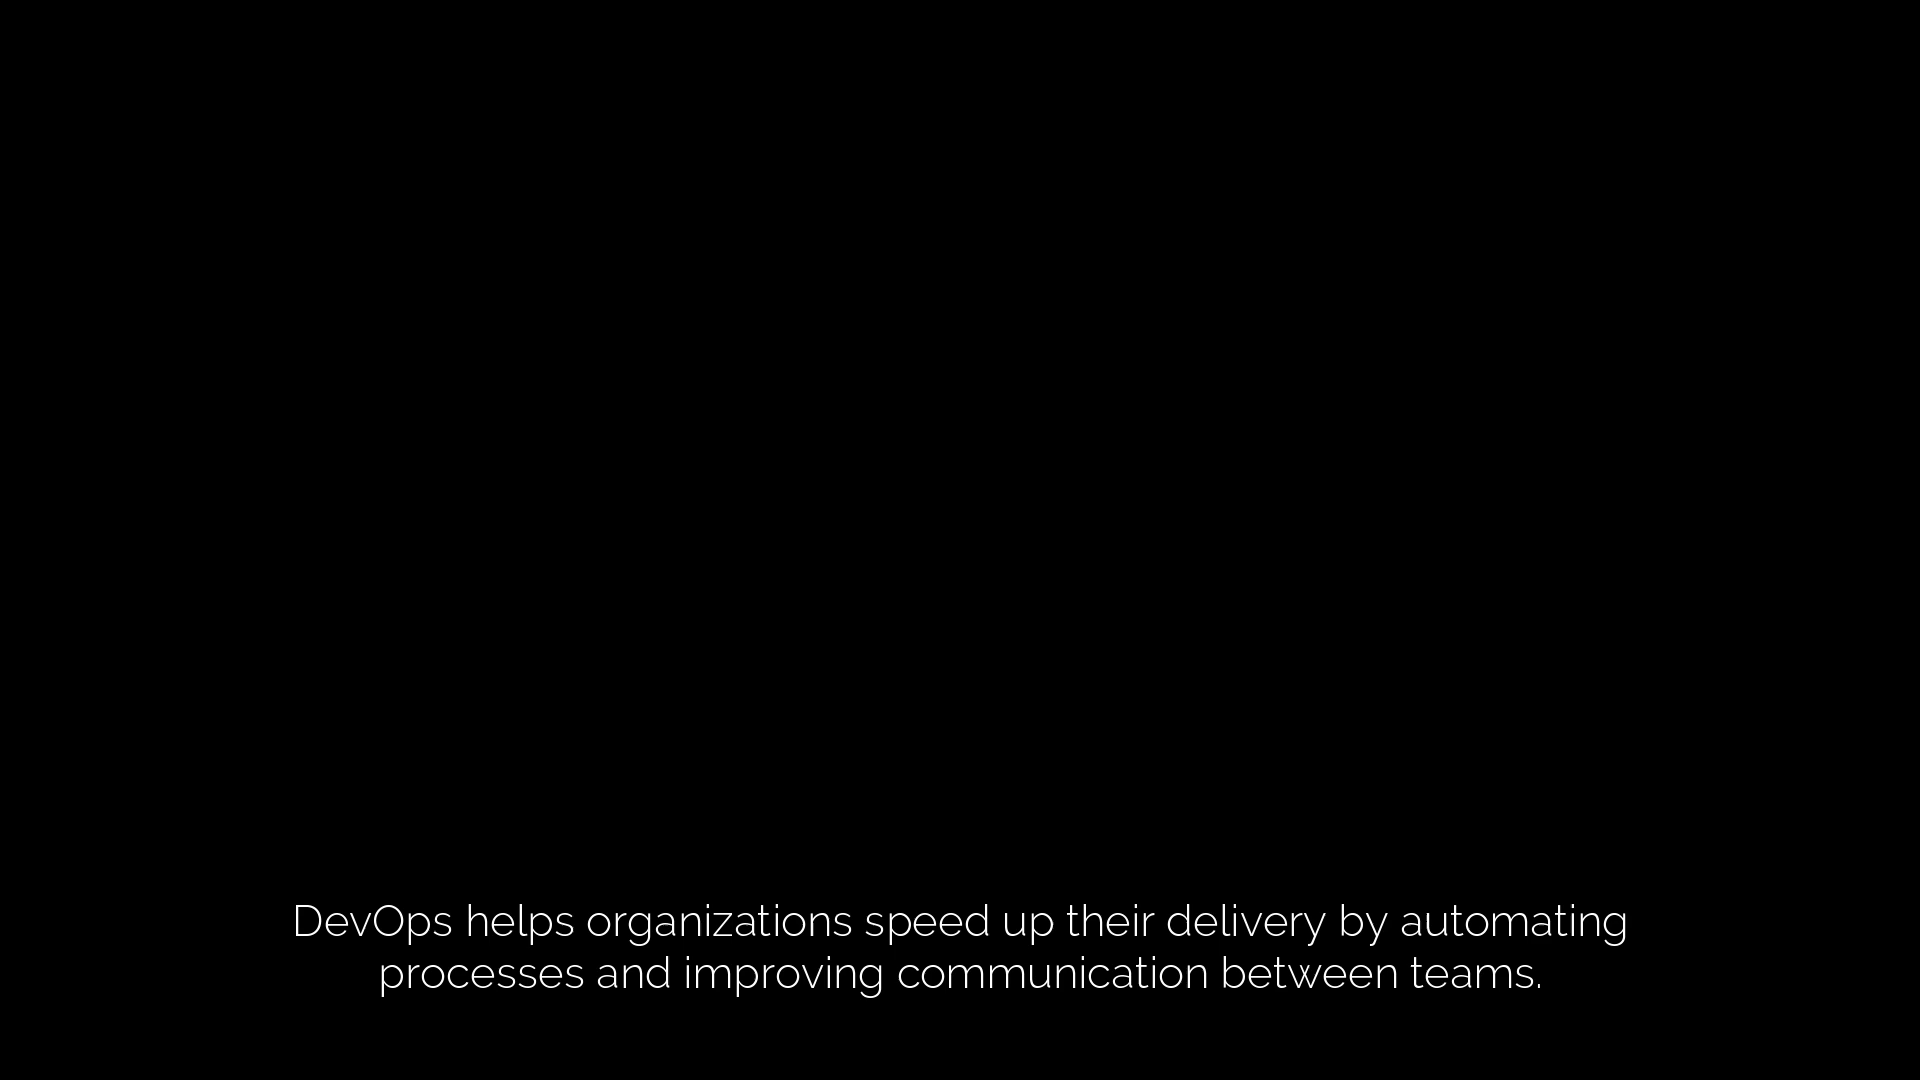 DevOps helps organizations speed up their delivery by automating
processes and improving communication between teams.